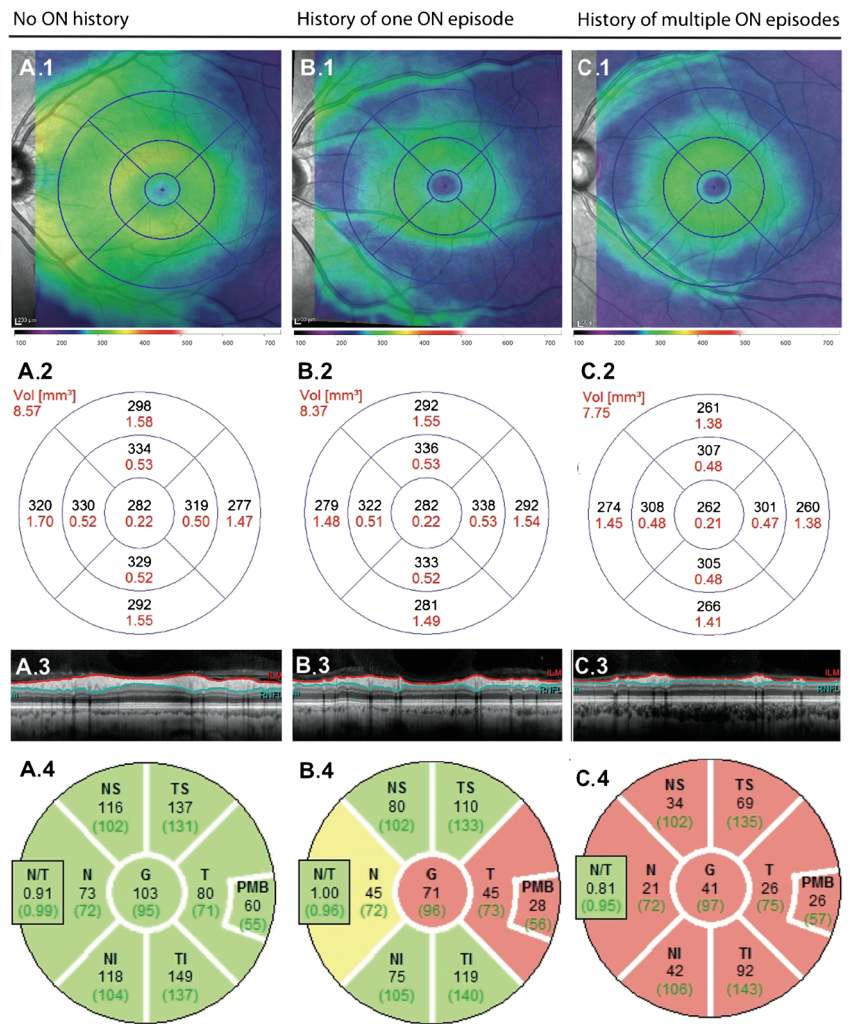 No ON history
History of one ON episode
History of multiple ON episodes
A.1
B.1
C.1
200 µm
100 200 300 400 500 600 700
100 200 300 400 500 600 700
100 200 300 400 500 600 700
A.2
Vol [mm³]
8.57
298
1.58
334
0.53
320 330 282 319 277
1.70 0.52 0.22 0.50 1.47
329
0.52
292
1.55
B.2
Vol [mm³]
8.37
292
1.55
336
0.53
279 322 282 338 292
1.48 0.51 0.22 0.53 1.54
333
0.52
281
1.49
C.2
Vol [mm³]
7.75
261
1.38
307
0.48
274 308 262 301 260
1.45 0.48 0.21 0.47 1.38
305
0.48
266
1.41
A.3
ILM
RNFL
B.3
ILM
RNFL
C.3
ILM
RNFL
A.4
NS TS
116 137
(102) (131)
N/T N G T PMB
0.91 73 103 80 60
(0.99) (72) (95) (71) (55)
NI TI
118 149
(104) (137)
B.4
NS TS
80 110
(102) (133)
N/T N G T PMB
1.00 45 71 45 28
(0.96) (72) (96) (73) (56)
NI TI
75 119
(105) (140)
C.4
NS TS
34 69
(102) (135)
N/T N G T PMB
0.81 21 41 26 26
(0.95) (72) (97) (75) (57)
NI TI
42 92
(106) (143)